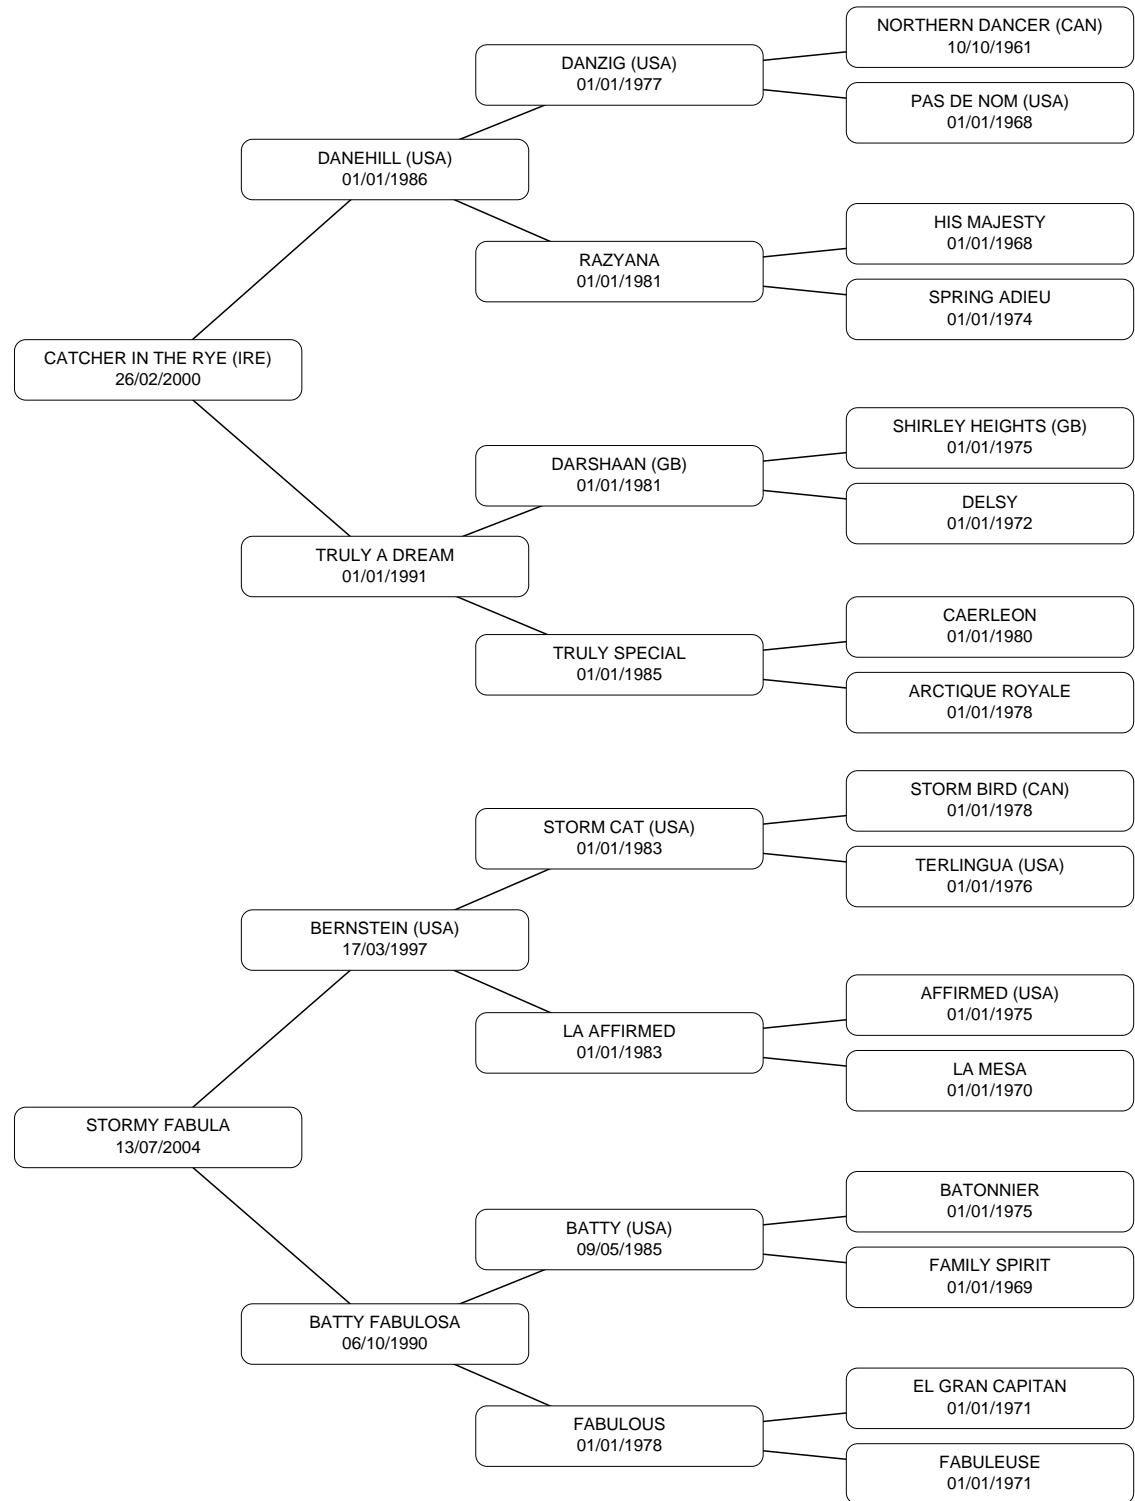 NORTHERN DANCER (CAN)
10/10/1961
DANZIG (USA)
01/01/1977
PAS DE NOM (USA)
01/01/1968
DANEHILL (USA)
01/01/1986
HIS MAJESTY
01/01/1968
RAZYANA
01/01/1981
SPRING ADIEU
01/01/1974
CATCHER IN THE RYE (IRE)
26/02/2000
SHIRLEY HEIGHTS (GB)
01/01/1975
DARSHAAN (GB)
01/01/1981
DELSY
01/01/1972
TRULY A DREAM
01/01/1991
CAERLEON
01/01/1980
TRULY SPECIAL
01/01/1985
ARCTIQUE ROYALE
01/01/1978
STORM BIRD (CAN)
01/01/1978
STORM CAT (USA)
01/01/1983
TERLINGUA (USA)
01/01/1976
BERNSTEIN (USA)
17/03/1997
AFFIRMED (USA)
01/01/1975
LA AFFIRMED
01/01/1983
LA MESA
01/01/1970
STORMY FABULA
13/07/2004
BATONNIER
01/01/1975
BATTY (USA)
09/05/1985
FAMILY SPIRIT
01/01/1969
BATTY FABULOSA
06/10/1990
EL GRAN CAPITAN
01/01/1971
FABULOUS
01/01/1978
FABULEUSE
01/01/1971